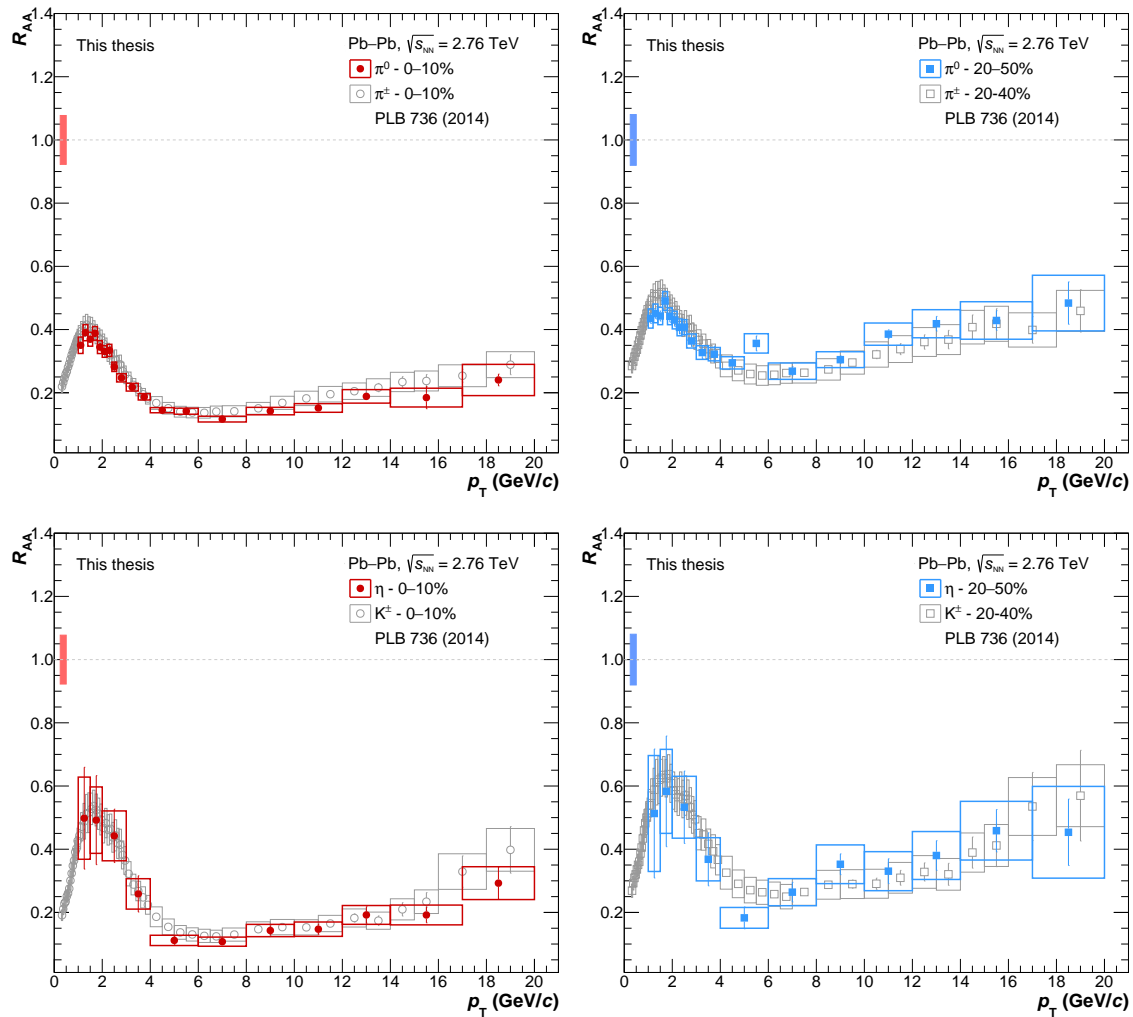 R_AA
1.4
This thesis
Pb–Pb, √s_NN = 2.76 TeV
π⁰ - 0–10%
π± - 0–10%
PLB 736 (2014)
1.2
1.0
0.8
0.6
0.4
0.2
0 2 4 6 8 10 12 14 16 18 20
p_T (GeV/c)
R_AA
1.4
This thesis
Pb–Pb, √s_NN = 2.76 TeV
π⁰ - 20–50%
π± - 20-40%
PLB 736 (2014)
1.2
1.0
0.8
0.6
0.4
0.2
0 2 4 6 8 10 12 14 16 18 20
p_T (GeV/c)
R_AA
1.4
This thesis
Pb–Pb, √s_NN = 2.76 TeV
η - 0–10%
K± - 0–10%
PLB 736 (2014)
1.2
1.0
0.8
0.6
0.4
0.2
0 2 4 6 8 10 12 14 16 18 20
p_T (GeV/c)
R_AA
1.4
This thesis
Pb–Pb, √s_NN = 2.76 TeV
η - 20–50%
K± - 20-40%
PLB 736 (2014)
1.2
1.0
0.8
0.6
0.4
0.2
0 2 4 6 8 10 12 14 16 18 20
p_T (GeV/c)